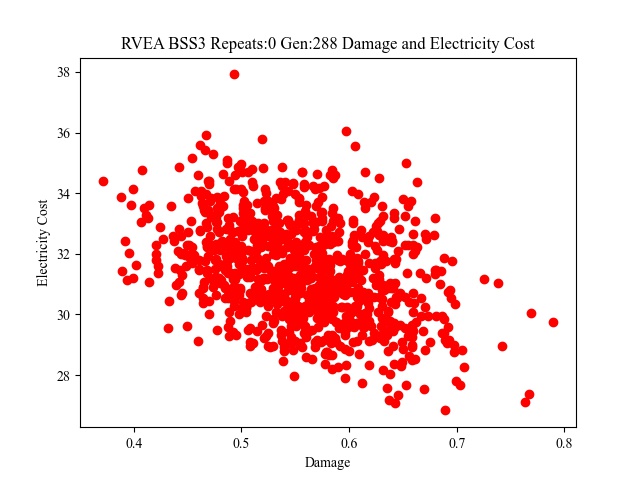 RVEA BSS3 Repeats:0 Gen:288 Damage and Electricity Cost
38
36
34
32
30
28
Electricity Cost
0.4 0.5 0.6 0.7 0.8
Damage